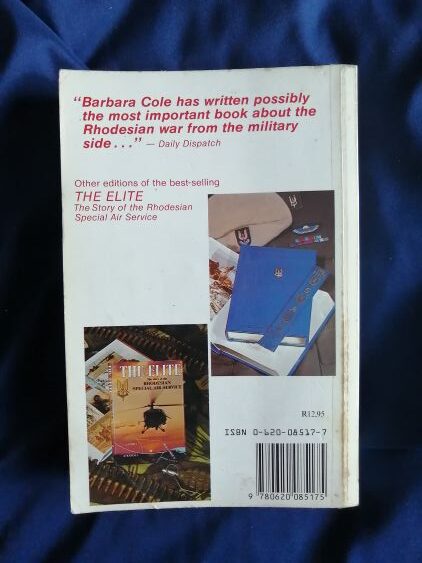 “Barbara Cole has written possibly
the most important book about the
Rhodesian war from the military
side...” — Daily Dispatch
Other editions of the best-selling
THE ELITE
The Story of the Rhodesian
Special Air Service
THE ELITE
RHODESIAN
SPECIAL AIR SERVICE
R12.95
ISBN 0-620-08517-7
9 780620 085175